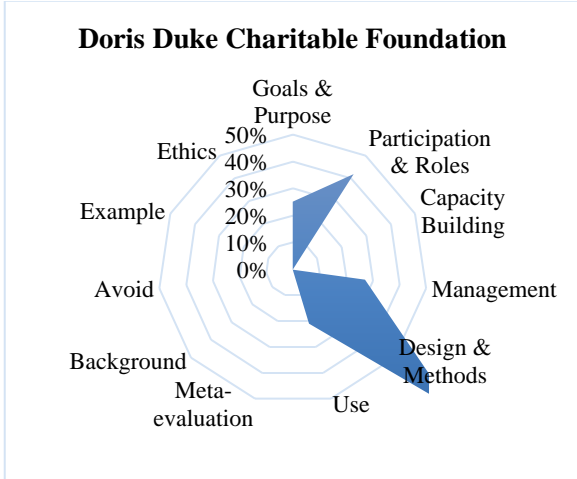 Doris Duke Charitable Foundation
Goals &
Purpose
Participation
& Roles
Capacity
Building
Management
Design &
Methods
Use
Meta-
evaluation
Background
Avoid
Example
Ethics
50%
40%
30%
20%
10%
0%